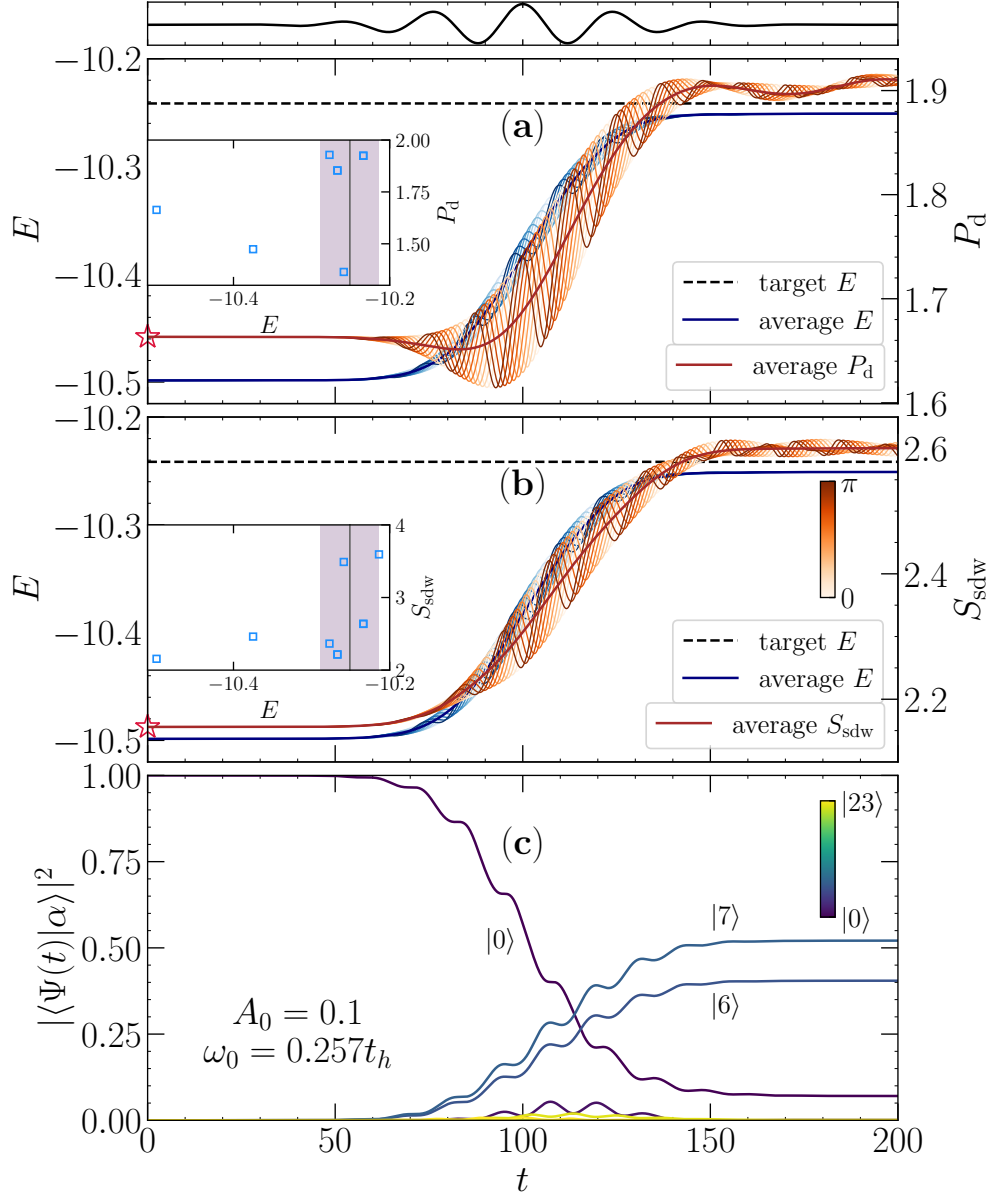 −10.2
−10.3
−10.4
−10.5
E
(a)
1.9
1.8
1.7
1.6
P_d
2.00
1.75
1.50
P_d
−10.4
−10.2
E
target E
average E
average P_d
−10.2
−10.3
−10.4
−10.5
E
(b)
π
0
2.6
2.4
2.2
S_sdw
4
3
2
S_sdw
−10.4
−10.2
E
target E
average E
average S_sdw
1.00
0.75
0.50
0.25
0.00
|⟨Ψ(t)|α⟩|²
(c)
|23⟩
|0⟩
|7⟩
|0⟩
|6⟩
A₀ = 0.1
ω₀ = 0.257t_h
0
50
100
150
200
t